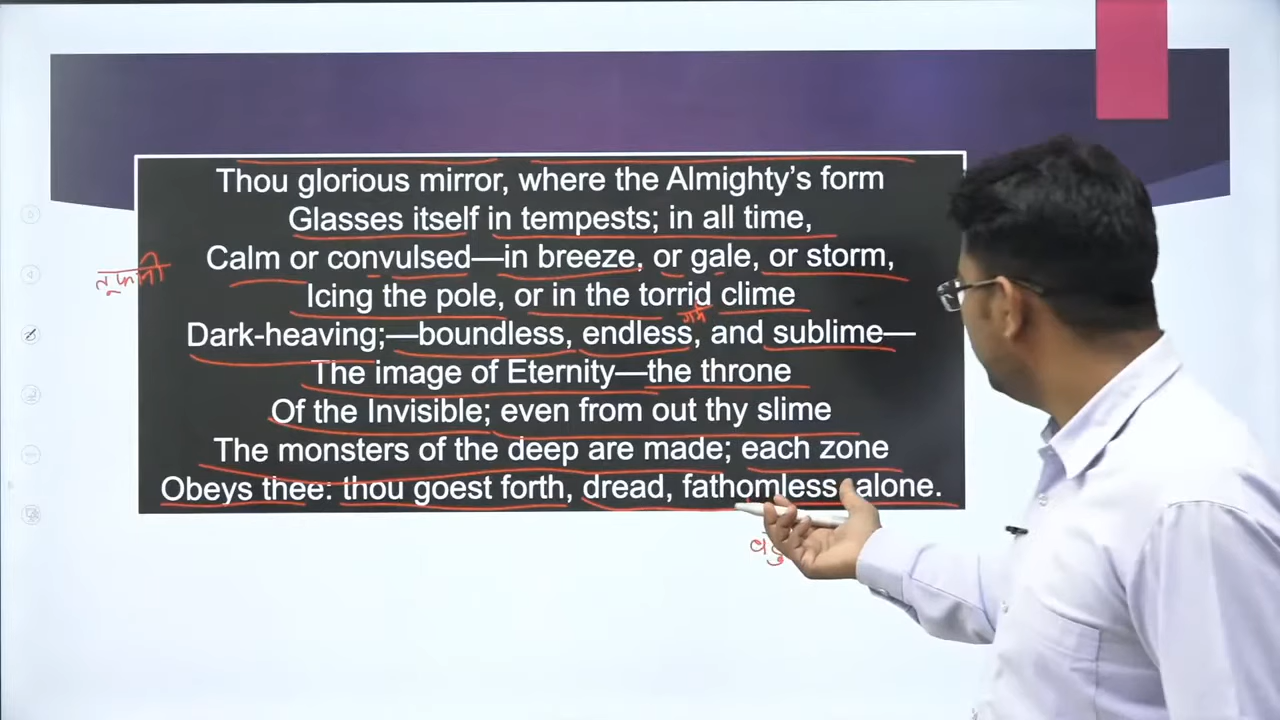 Thou glorious mirror, where the Almighty's form
Glasses itself in tempests; in all time,
Calm or convulsed—in breeze, or gale, or storm,
तूफानी
Icing the pole, or in the torrid clime
गर्म
Dark-heaving;—boundless, endless, and sublime—
The image of Eternity—the throne
Of the Invisible; even from out thy slime
The monsters of the deep are made; each zone
Obeys thee: thou goest forth, dread, fathomless, alone.